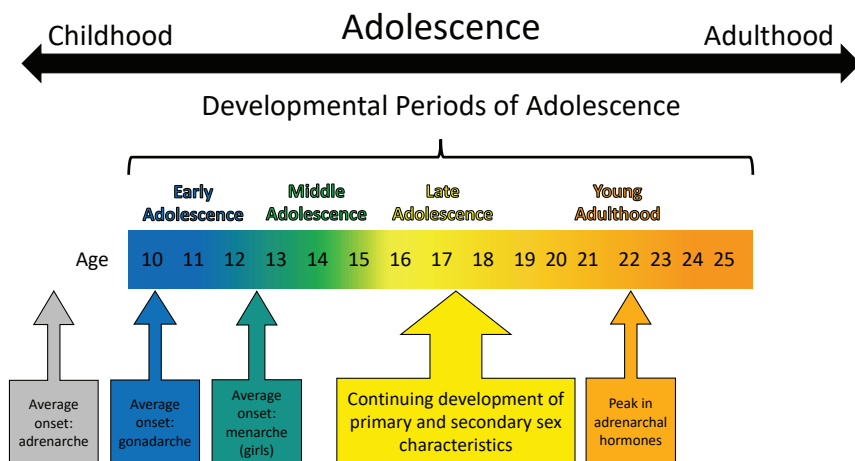 Childhood
Adolescence
Adulthood
Developmental Periods of Adolescence
Early
Adolescence
Middle
Adolescence
Late
Adolescence
Young
Adulthood
Age 10 11 12 13 14 15 16 17 18 19 20 21 22 23 24 25
Average
onset:
adrenarche
Average
onset:
gonadarche
Average
onset:
menarche
(girls)
Continuing development of
primary and secondary sex
characteristics
Peak in
adrenarchal
hormones